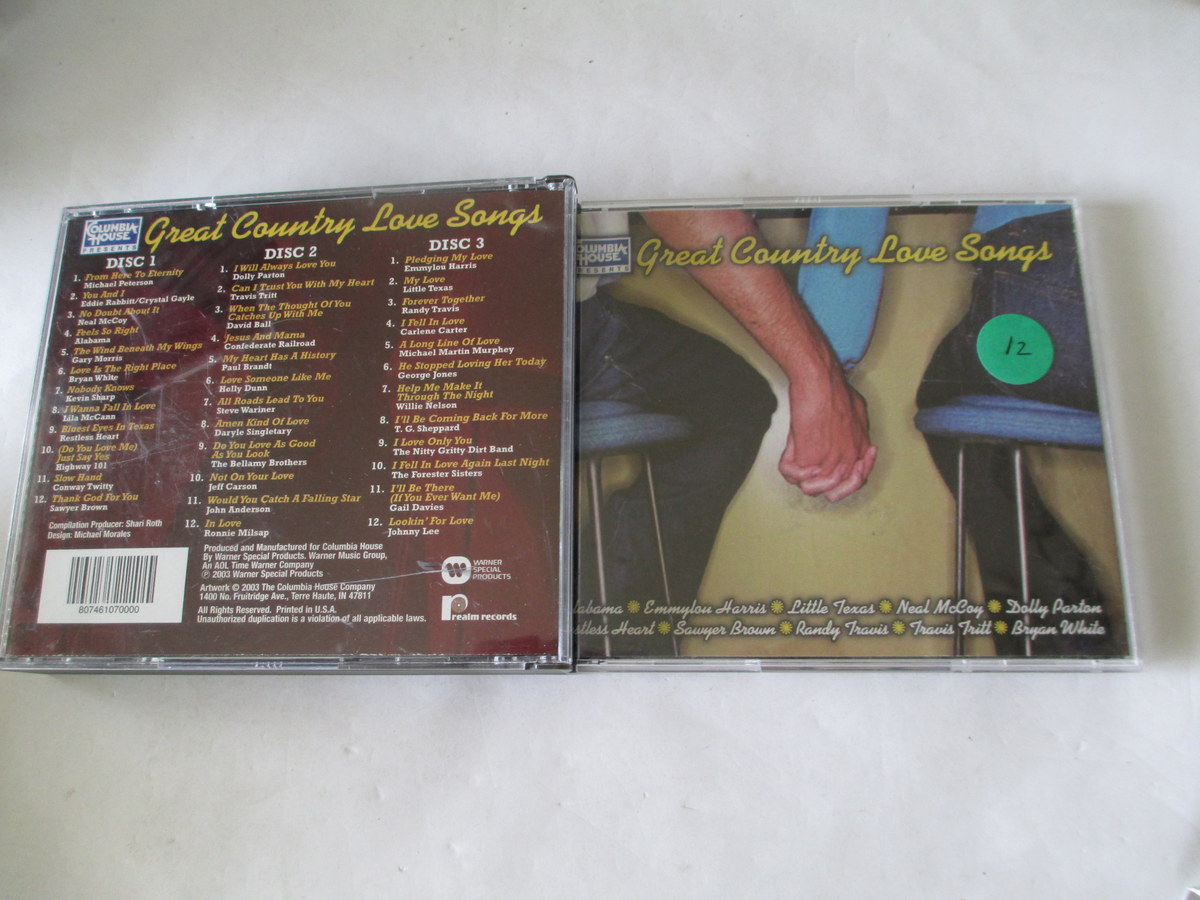 COLUMBIA
HOUSE
PRESENTS
Great Country Love Songs
DISC 1
1. From Here To Eternity
Michael Peterson
2. You And I
Eddie Rabbitt/Crystal Gayle
3. No Doubt About It
Neal McCoy
4. Feels So Right
Alabama
5. The Wind Beneath My Wings
Gary Morris
6. Love Is The Right Place
Bryan White
7. Nobody Knows
Kevin Sharp
8. I Wanna Fall In Love
Lila McCann
9. Bluest Eyes In Texas
Restless Heart
10. (Do You Love Me)
Just Say Yes
Highway 101
11. Slow Hand
Conway Twitty
12. Thank God For You
Sawyer Brown
Compilation Producer: Shari Roth
Design: Michael Morales
807461070000
DISC 2
1. I Will Always Love You
Dolly Parton
2. Can I Trust You With My Heart
Travis Tritt
3. When The Thought Of You
Catches Up With Me
David Ball
4. Jesus And Mama
Confederate Railroad
5. My Heart Has A History
Paul Brandt
6. Love Someone Like Me
Holly Dunn
7. All Roads Lead To You
Steve Wariner
8. Amen Kind Of Love
Daryle Singletary
9. Do You Love As Good
As You Look
The Bellamy Brothers
10. Not On Your Love
Jeff Carson
11. Would You Catch A Falling Star
John Anderson
12. In Love
Ronnie Milsap
DISC 3
1. Pledging My Love
Emmylou Harris
2. My Love
Little Texas
3. Forever Together
Randy Travis
4. I Fell In Love
Carlene Carter
5. A Long Line Of Love
Michael Martin Murphey
6. He Stopped Loving Her Today
George Jones
7. Help Me Make It
Through The Night
Willie Nelson
8. I'll Be Coming Back For More
T. G. Sheppard
9. I Love Only You
The Nitty Gritty Dirt Band
10. I Fell In Love Again Last Night
The Forester Sisters
11. I'll Be There
(If You Ever Want Me)
Gail Davies
12. Lookin' For Love
Johnny Lee
Produced and Manufactured for Columbia House
By Warner Special Products. Warner Music Group,
An AOL Time Warner Company
℗ 2003 Warner Special Products
Artwork © 2003 The Columbia House Company
1400 No. Fruitridge Ave., Terre Haute, IN 47811
All Rights Reserved. Printed in U.S.A.
Unauthorized duplication is a violation of all applicable laws.
WARNER
SPECIAL
PRODUCTS
realm records
OLUMBIA
HOUSE
RESENTS
Great Country Love Songs
12
labama Emmylou Harris Little Texas Neal McCoy Dolly Parton
stless Heart Sawyer Brown Randy Travis Travis Tritt Bryan White